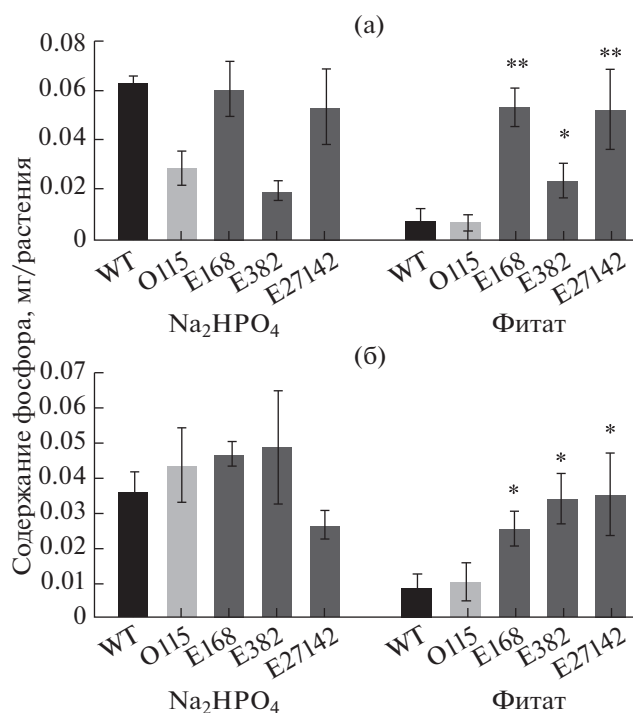 (а)
0.08
0.06
0.04
0.02
0
** ** *
WT O115 E168 E382 E27142 WT O115 E168 E382 E27142
Na₂HPO₄ Фитат
Содержание фосфора, мг/растения
(б)
0.07
0.06
0.05
0.04
0.03
0.02
0.01
0
* * *
WT O115 E168 E382 E27142 WT O115 E168 E382 E27142
Na₂HPO₄ Фитат